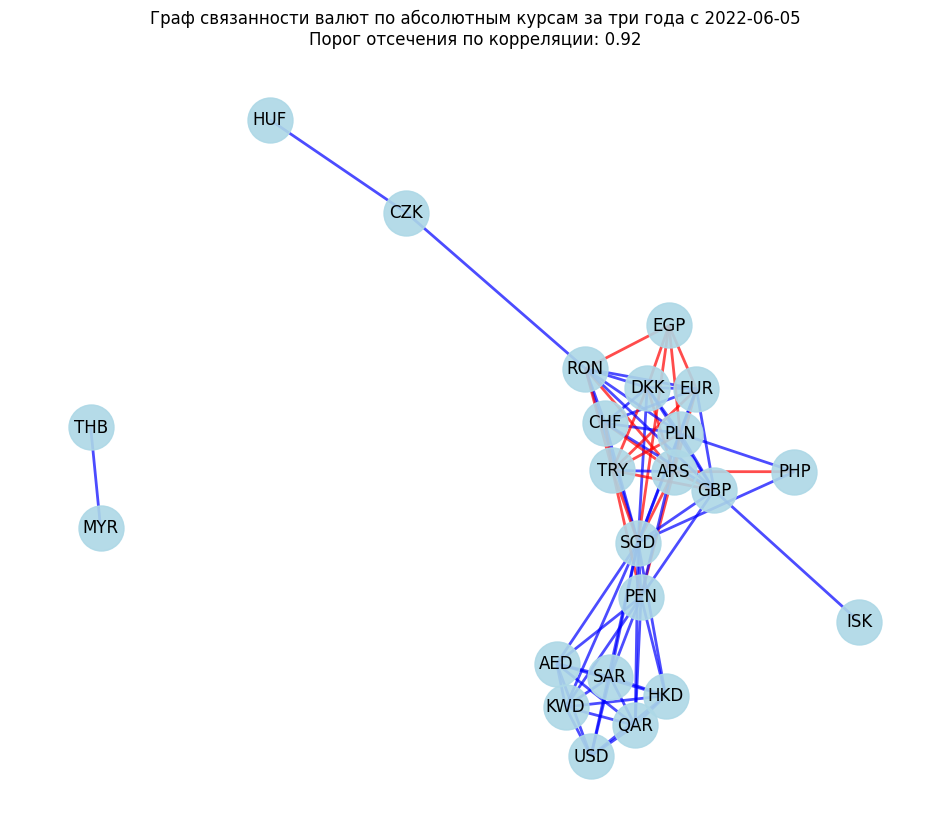 Граф связанности валют по абсолютным курсам за три года с 2022-06-05
Порог отсечения по корреляции: 0.92
HUF
CZK
EGP
RON
DKK
EUR
CHF
PLN
THB
TRY
ARS
PHP
GBP
MYR
SGD
PEN
ISK
AED
SAR
HKD
KWD
QAR
USD